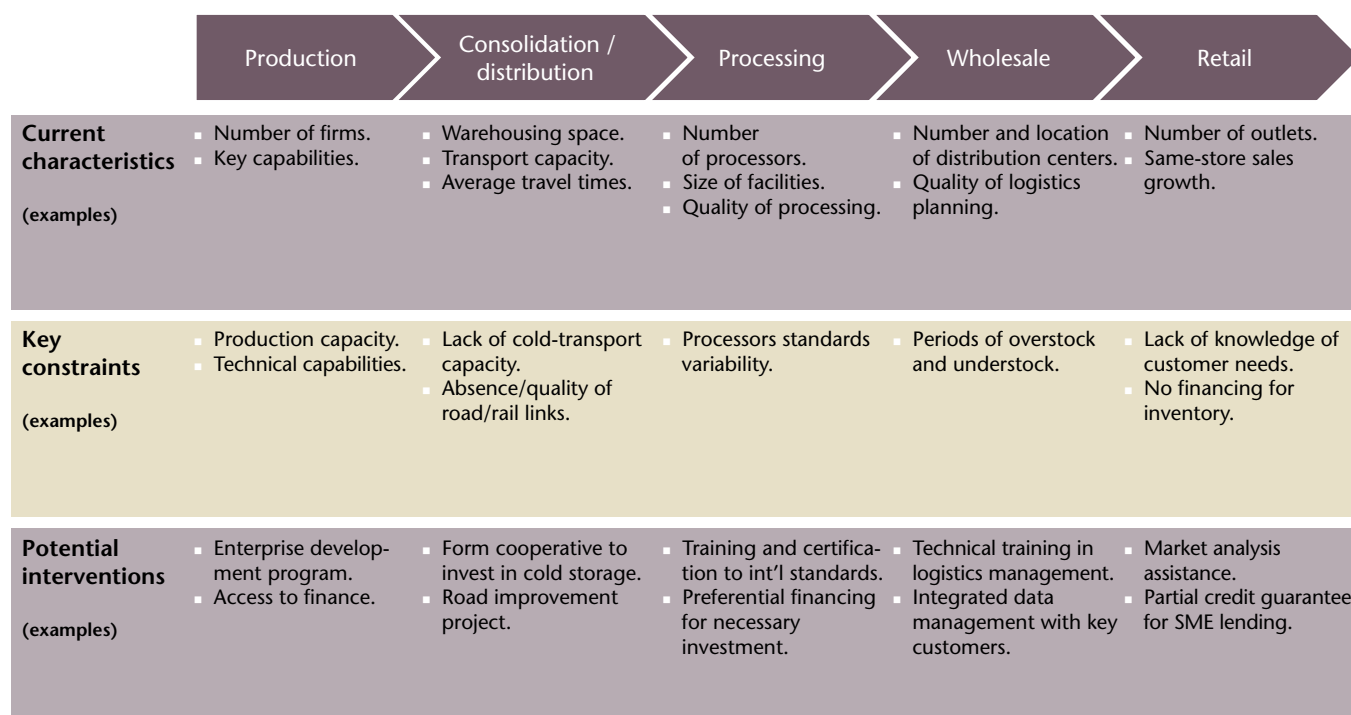 Production
Consolidation /
distribution
Processing
Wholesale
Retail
Current
characteristics
(examples)
▪ Number of firms.
▪ Key capabilities.
▪ Warehousing space.
▪ Transport capacity.
▪ Average travel times.
▪ Number
of processors.
▪ Size of facilities.
▪ Quality of processing.
▪ Number and location
of distribution centers.
▪ Quality of logistics
planning.
▪ Number of outlets.
▪ Same-store sales
growth.
Key
constraints
(examples)
▪ Production capacity.
▪ Technical capabilities.
▪ Lack of cold-transport
capacity.
▪ Absence/quality of
road/rail links.
▪ Processors standards
variability.
▪ Periods of overstock
and understock.
▪ Lack of knowledge of
customer needs.
▪ No financing for
inventory.
Potential
interventions
(examples)
▪ Enterprise develop-
ment program.
▪ Access to finance.
▪ Form cooperative to
invest in cold storage.
▪ Road improvement
project.
▪ Training and certifica-
tion to int’l standards.
▪ Preferential financing
for necessary
investment.
▪ Technical training in
logistics management.
▪ Integrated data
management with key
customers.
▪ Market analysis
assistance.
▪ Partial credit guarantee
for SME lending.